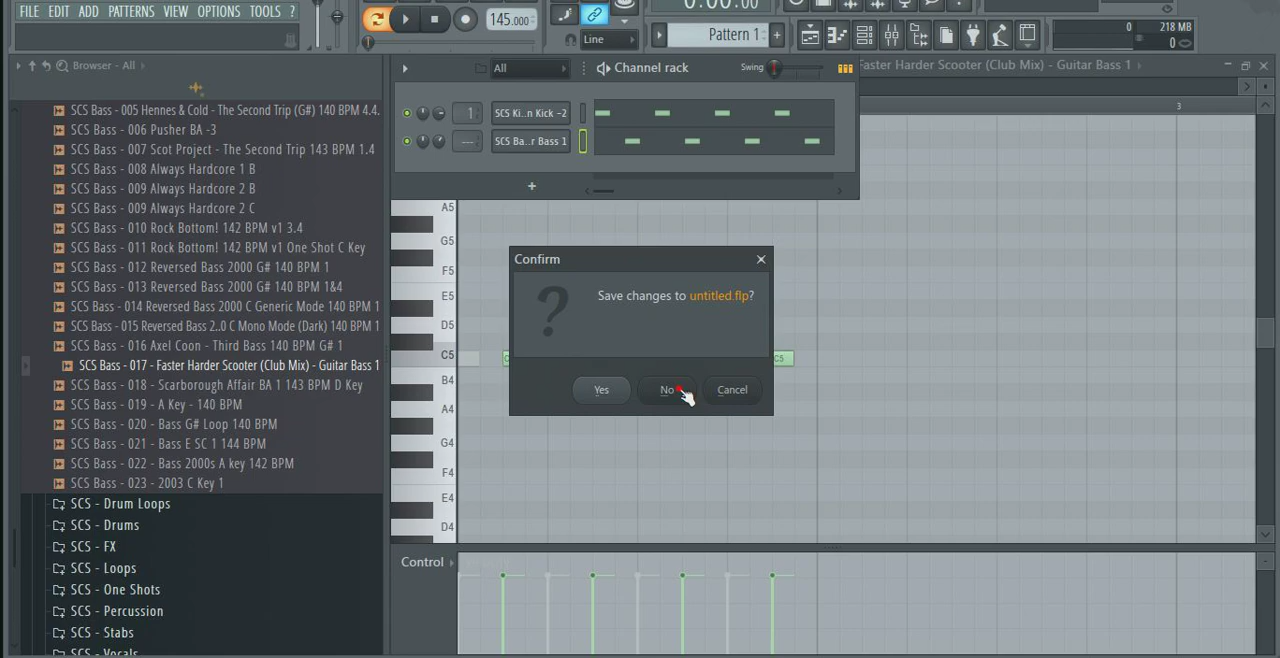 FILE EDIT ADD PATTERNS VIEW OPTIONS TOOLS ?
145.000
0:00:00
Line
Pattern 1
+
0
218 MB
0
Browser - All
All
Channel rack
Swing
Faster Harder Scooter (Club Mix) - Guitar Bass 1
1
SCS Ki..n Kick -2
---
SCS Ba..r Bass 1
+
3
SCS Bass - 005 Hennes & Cold - The Second Trip (G#) 140 BPM 4.4.
SCS Bass - 006 Pusher BA -3
SCS Bass - 007 Scot Project - The Second Trip 143 BPM 1.4
SCS Bass - 008 Always Hardcore 1 B
SCS Bass - 009 Always Hardcore 2 B
SCS Bass - 009 Always Hardcore 2 C
SCS Bass - 010 Rock Bottom! 142 BPM v1 3.4
SCS Bass - 011 Rock Bottom! 142 BPM v1 One Shot C Key
SCS Bass - 012 Reversed Bass 2000 G# 140 BPM 1
SCS Bass - 013 Reversed Bass 2000 G# 140 BPM 1&4
SCS Bass - 014 Reversed Bass 2000 C Generic Mode 140 BPM 1
SCS Bass - 015 Reversed Bass 2..0 C Mono Mode (Dark) 140 BPM 1
SCS Bass - 016 Axel Coon - Third Bass 140 BPM G# 1
SCS Bass - 017 - Faster Harder Scooter (Club Mix) - Guitar Bass 1
SCS Bass - 018 - Scarborough Affair BA 1 143 BPM D Key
SCS Bass - 019 - A Key - 140 BPM
SCS Bass - 020 - Bass G# Loop 140 BPM
SCS Bass - 021 - Bass E SC 1 144 BPM
SCS Bass - 022 - Bass 2000s A key 142 BPM
SCS Bass - 023 - 2003 C Key 1
SCS - Drum Loops
SCS - Drums
SCS - FX
SCS - Loops
SCS - One Shots
SCS - Percussion
SCS - Stabs
SCS - Vocals
A5
G5
F5
E5
D5
C5
B4
A4
G4
F4
E4
D4
C5
Confirm
?
Save changes to untitled.flp?
Yes
No
Cancel
Control